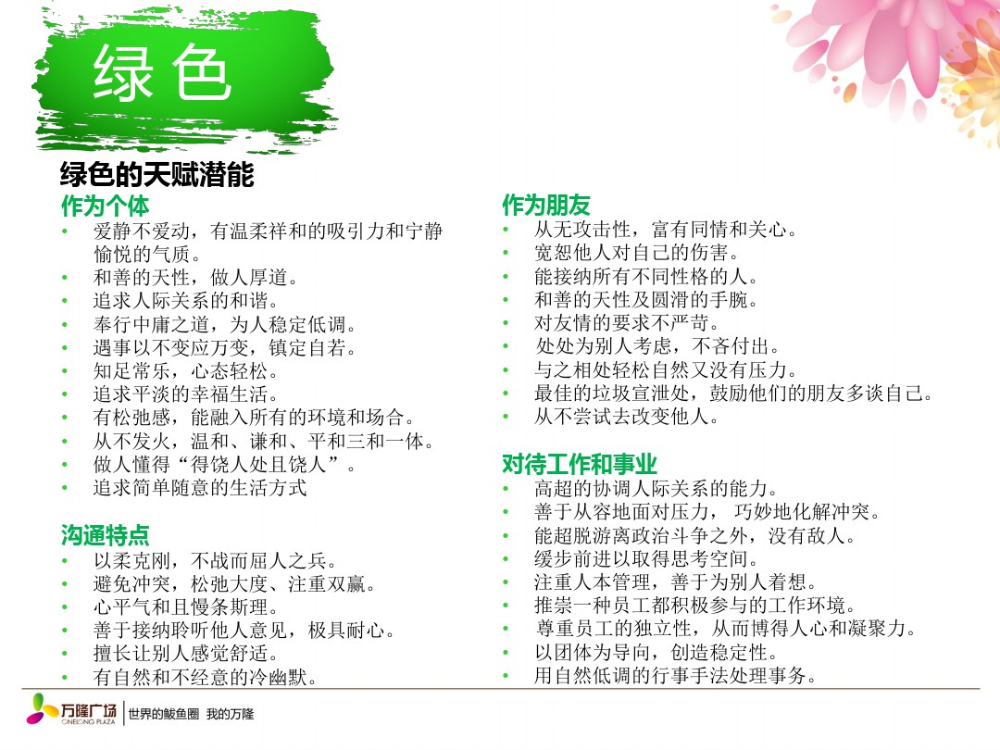 绿 色
绿色的天赋潜能
作为个体
• 爱静不爱动，有温柔祥和的吸引力和宁静
愉悦的气质。
• 和善的天性，做人厚道。
• 追求人际关系的和谐。
• 奉行中庸之道，为人稳定低调。
• 遇事以不变应万变，镇定自若。
• 知足常乐，心态轻松。
• 追求平淡的幸福生活。
• 有松弛感，能融入所有的环境和场合。
• 从不发火，温和、谦和、平和三和一体。
• 做人懂得“得饶人处且饶人”。
• 追求简单随意的生活方式
沟通特点
• 以柔克刚，不战而屈人之兵。
• 避免冲突，松弛大度、注重双赢。
• 心平气和且慢条斯理。
• 善于接纳聆听他人意见，极具耐心。
• 擅长让别人感觉舒适。
• 有自然和不经意的冷幽默。
作为朋友
• 从无攻击性，富有同情和关心。
• 宽恕他人对自己的伤害。
• 能接纳所有不同性格的人。
• 和善的天性及圆滑的手腕。
• 对友情的要求不严苛。
• 处处为别人考虑，不吝付出。
• 与之相处轻松自然又没有压力。
• 最佳的垃圾宣泄处，鼓励他们的朋友多谈自己。
• 从不尝试去改变他人。
对待工作和事业
• 高超的协调人际关系的能力。
• 善于从容地面对压力， 巧妙地化解冲突。
• 能超脱游离政治斗争之外，没有敌人。
• 缓步前进以取得思考空间。
• 注重人本管理，善于为别人着想。
• 推崇一种员工都积极参与的工作环境。
• 尊重员工的独立性，从而博得人心和凝聚力。
• 以团体为导向，创造稳定性。
• 用自然低调的行事手法处理事务。
万隆广场
ONELONG PLAZA
世界的鲅鱼圈 我的万隆